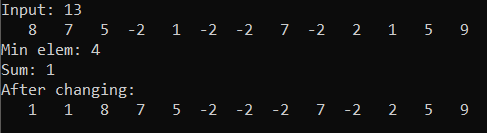 Input: 13
8 7 5 -2 1 -2 -2 7 -2 2 1 5 9
Min elem: 4
Sum: 1
After changing:
1 1 8 7 5 -2 -2 -2 7 -2 2 5 9